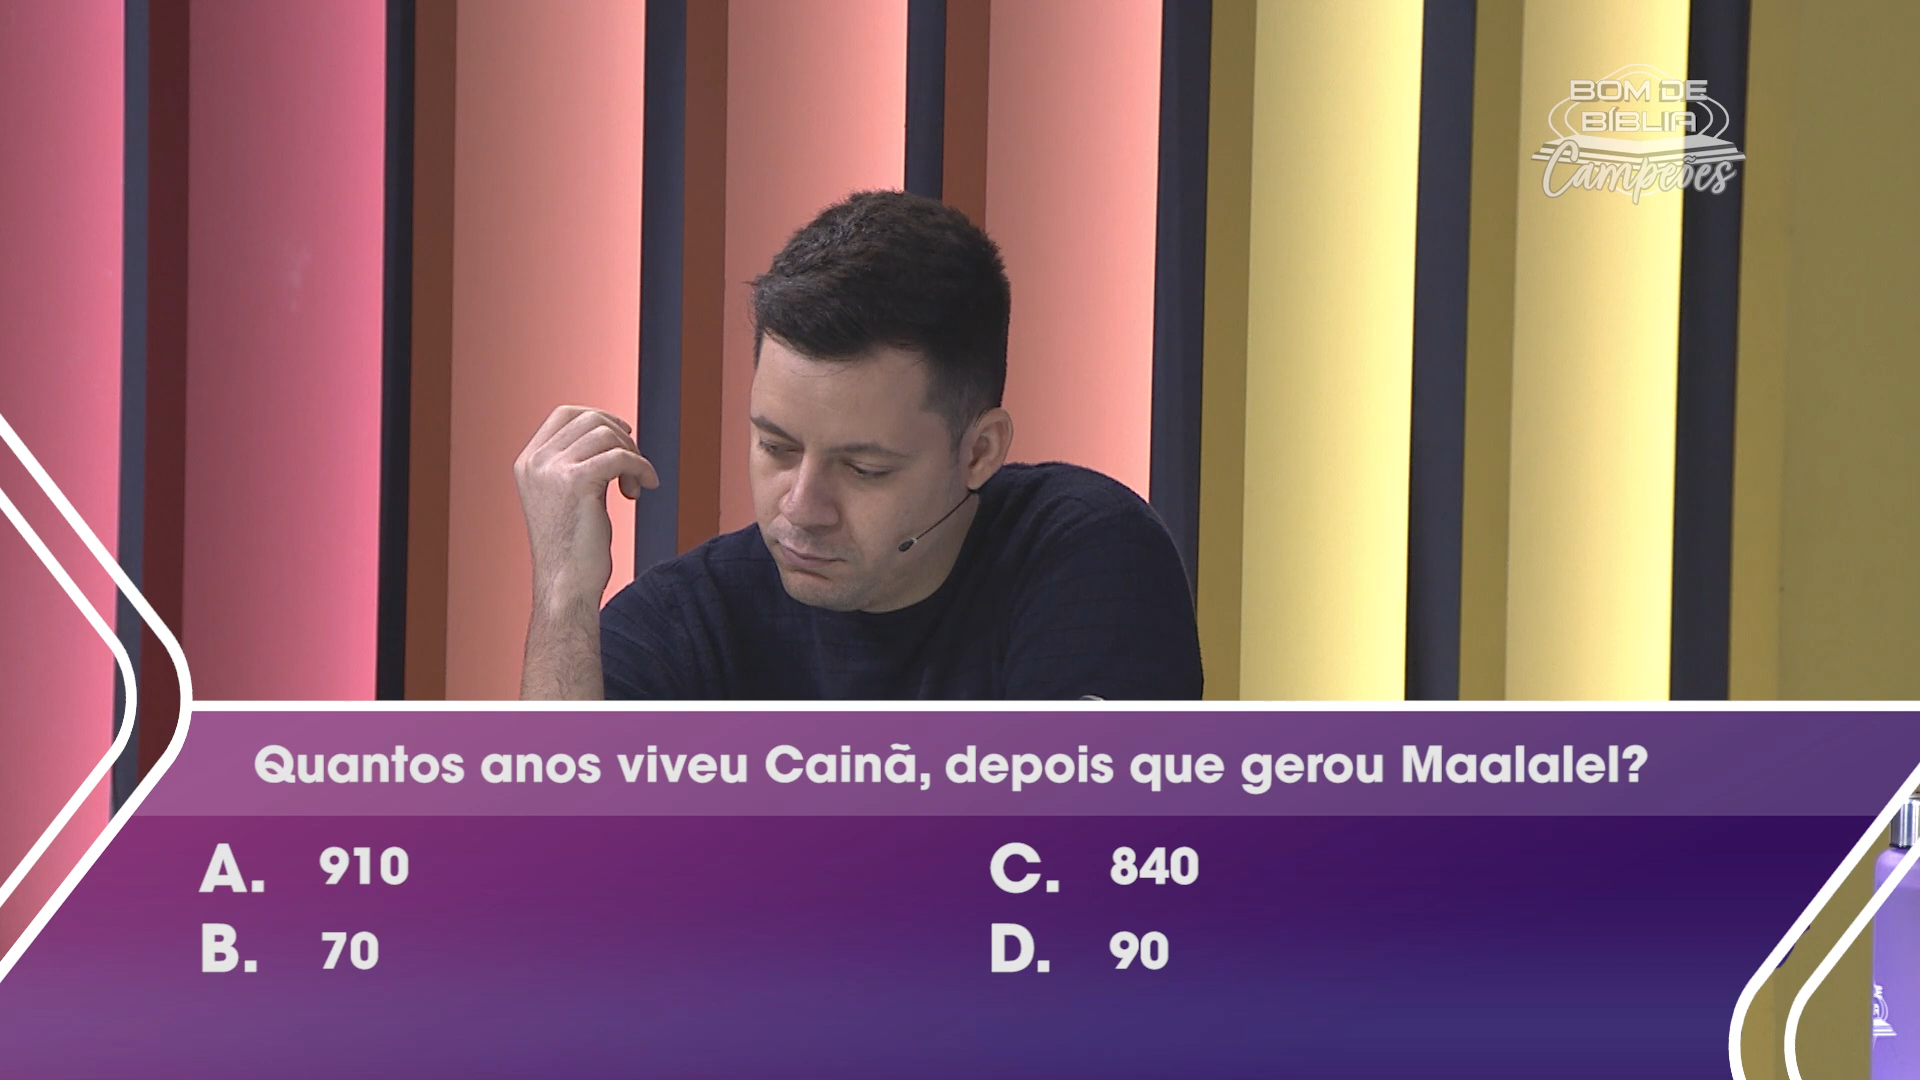 BOM DE
BÍBLIA
Campeões
Quantos anos viveu Cainã, depois que gerou Maalalel?
A. 910
C. 840
B. 70
D. 90